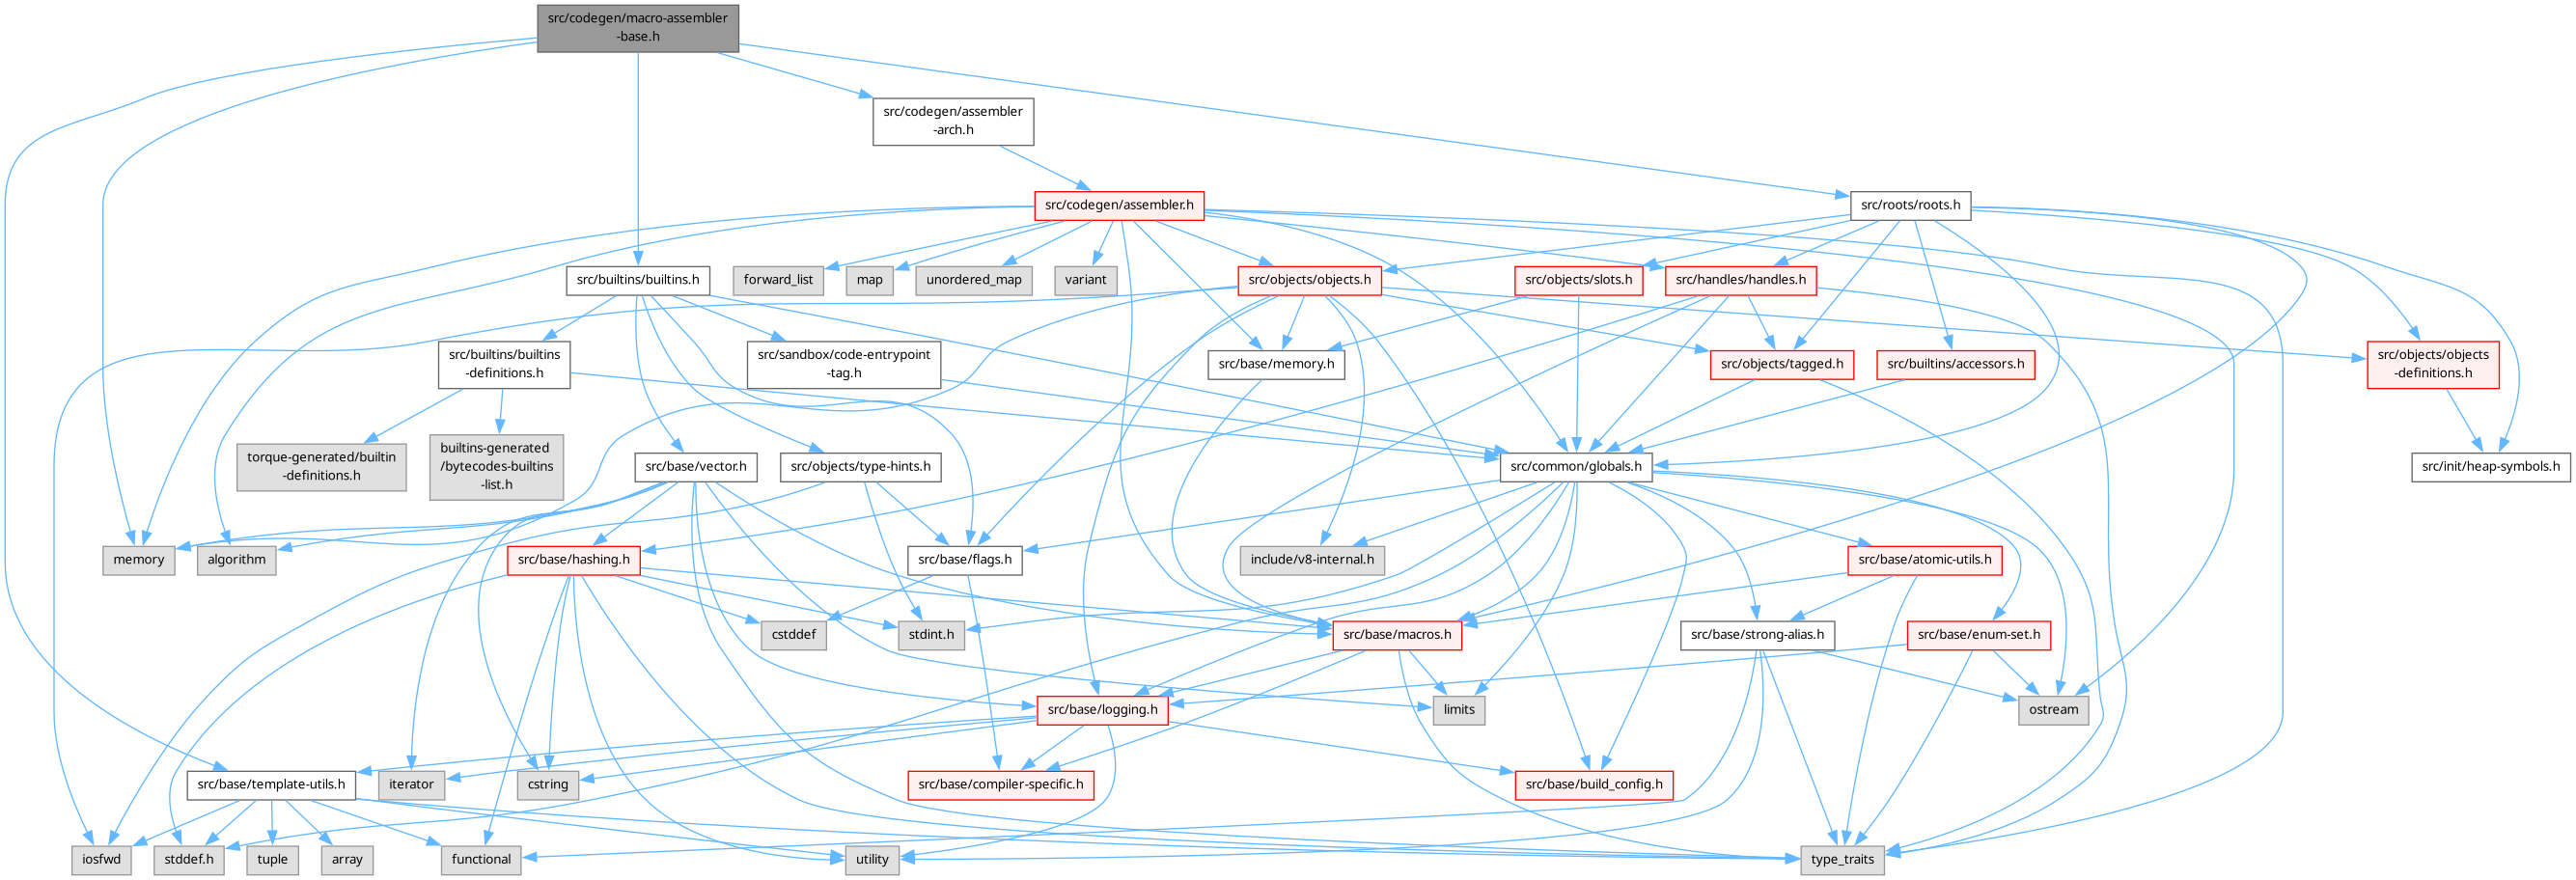 src/codegen/macro-assembler
-base.h
src/codegen/assembler
-arch.h
src/codegen/assembler.h
src/roots/roots.h
src/builtins/builtins.h
forward_list
map
unordered_map
variant
src/objects/objects.h
src/objects/slots.h
src/handles/handles.h
src/builtins/builtins
-definitions.h
src/sandbox/code-entrypoint
-tag.h
src/base/memory.h
src/objects/tagged.h
src/builtins/accessors.h
src/objects/objects
-definitions.h
torque-generated/builtin
-definitions.h
builtins-generated
/bytecodes-builtins
-list.h
src/base/vector.h
src/objects/type-hints.h
src/common/globals.h
src/init/heap-symbols.h
memory
algorithm
src/base/hashing.h
src/base/flags.h
include/v8-internal.h
src/base/atomic-utils.h
cstddef
stdint.h
src/base/macros.h
src/base/strong-alias.h
src/base/enum-set.h
src/base/logging.h
limits
ostream
src/base/template-utils.h
iterator
cstring
src/base/compiler-specific.h
src/base/build_config.h
iosfwd
stddef.h
tuple
array
functional
utility
type_traits